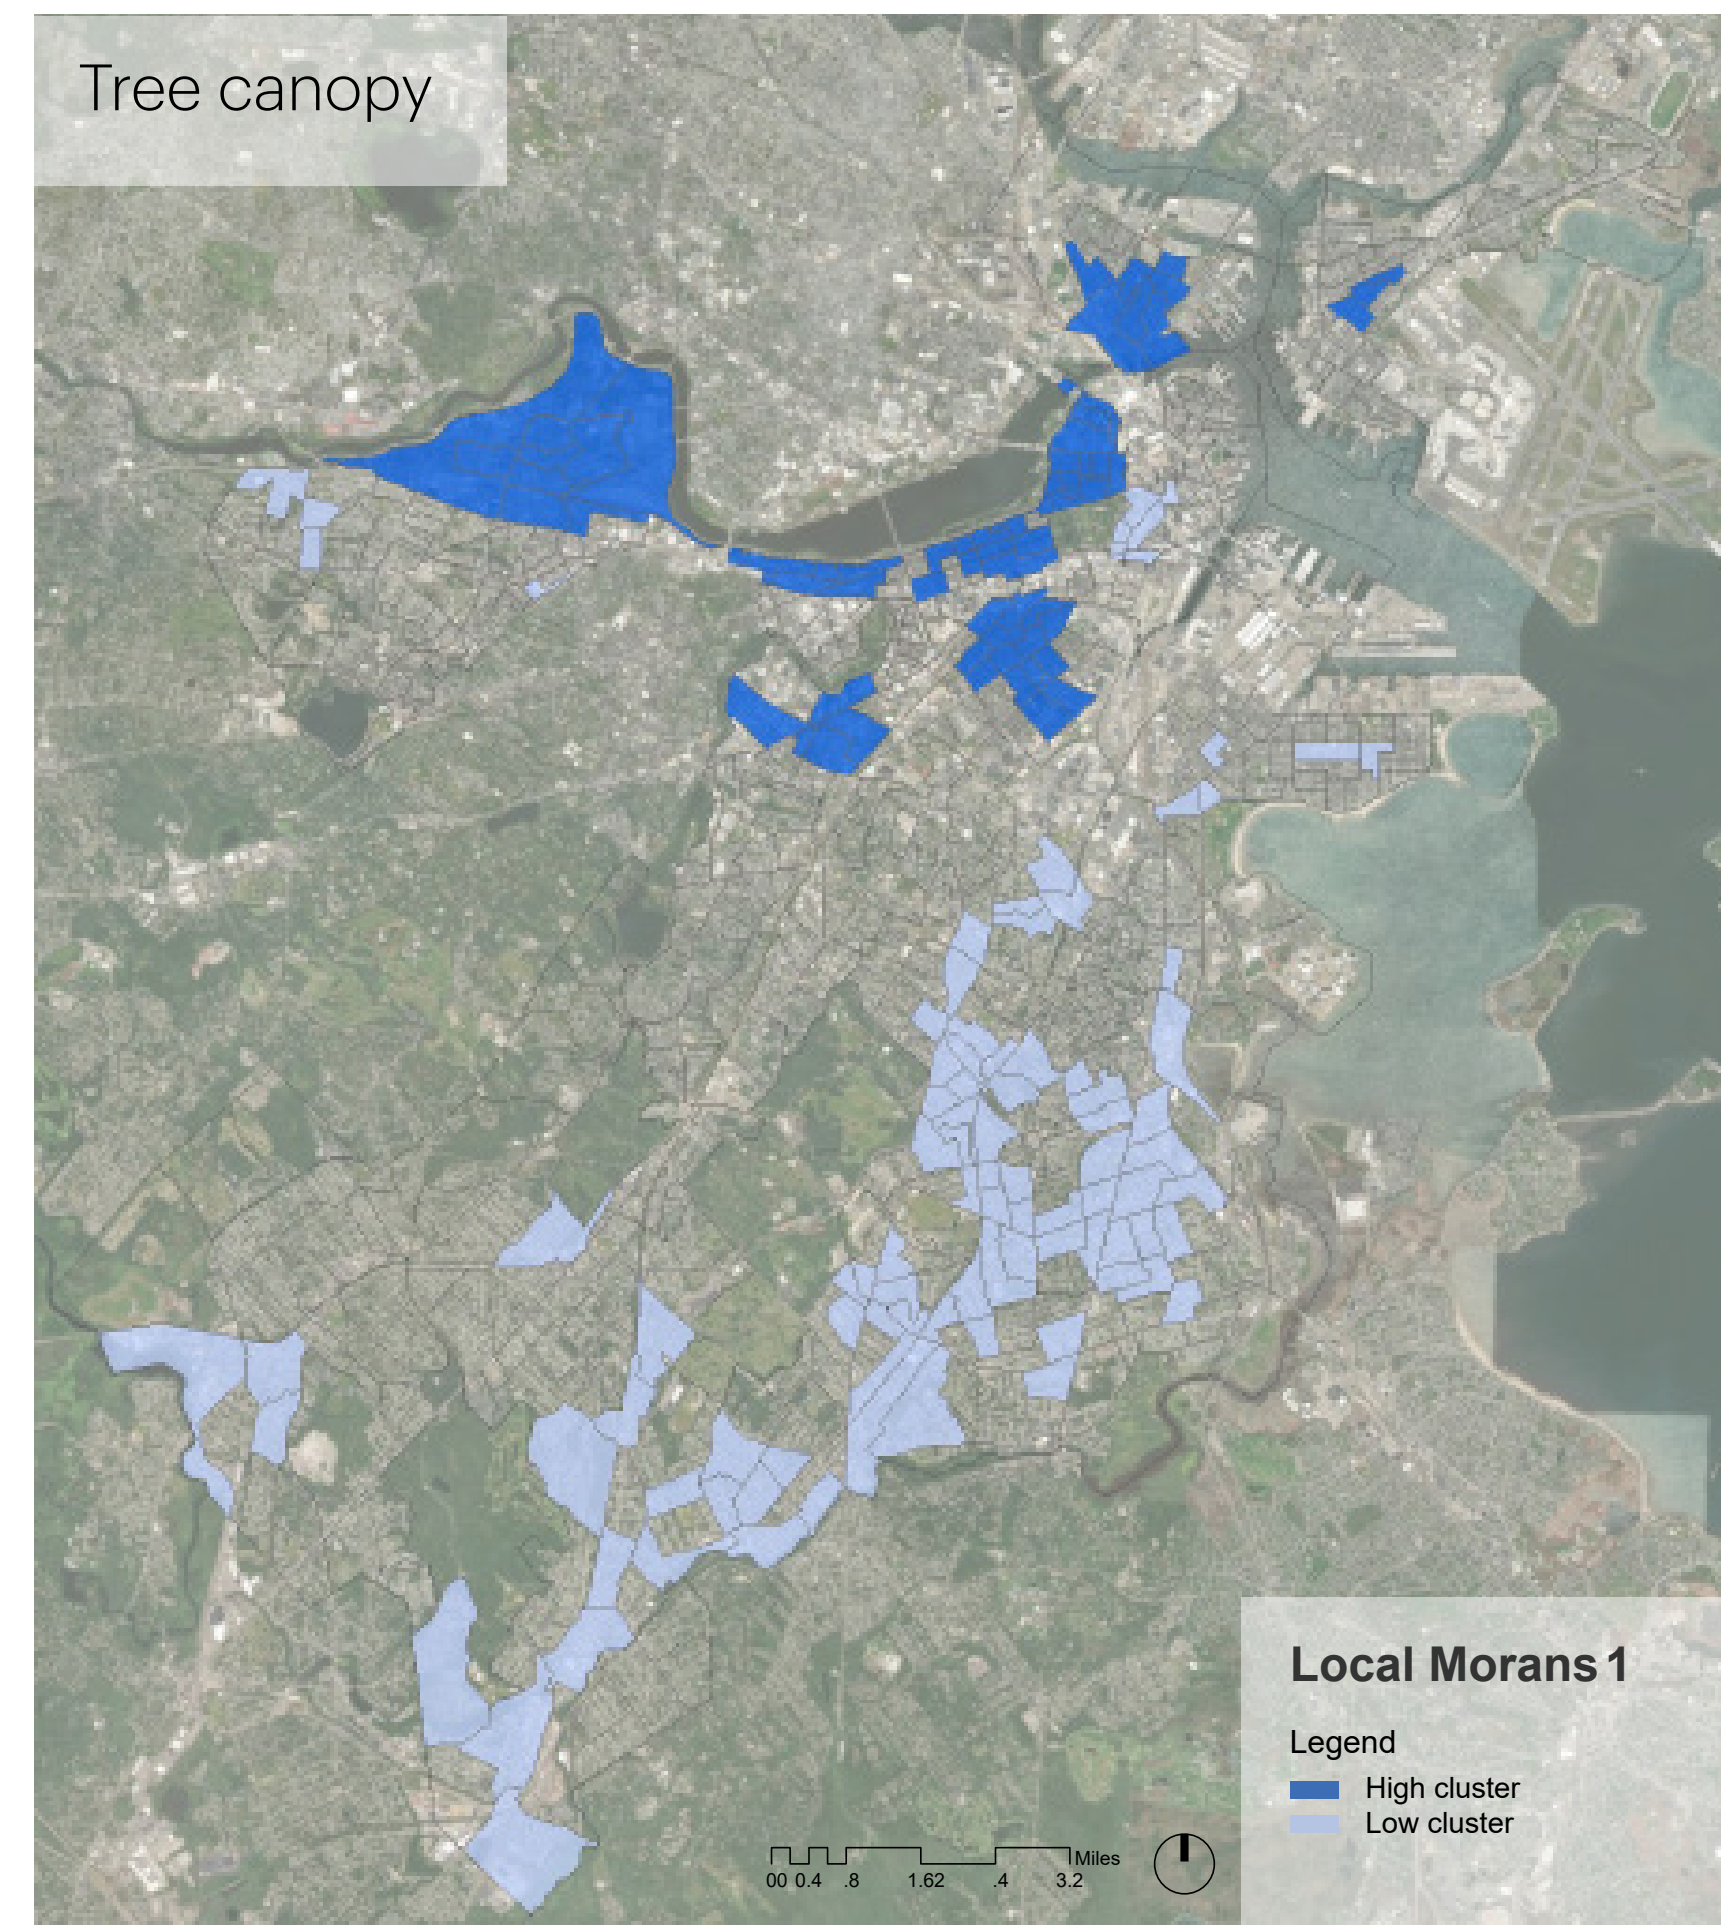 Tree canopy
Local Morans 1
Legend
High cluster
Low cluster
Miles
00 0.4 .8 1.62 .4 3.2